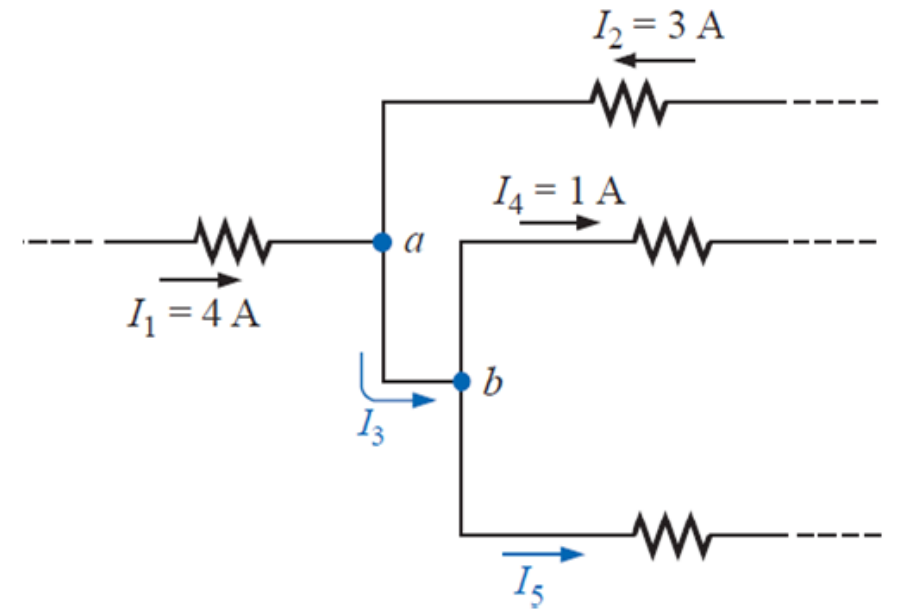 I₂ = 3 A
I₄ = 1 A
a
I₁ = 4 A
b
I₃
I₅